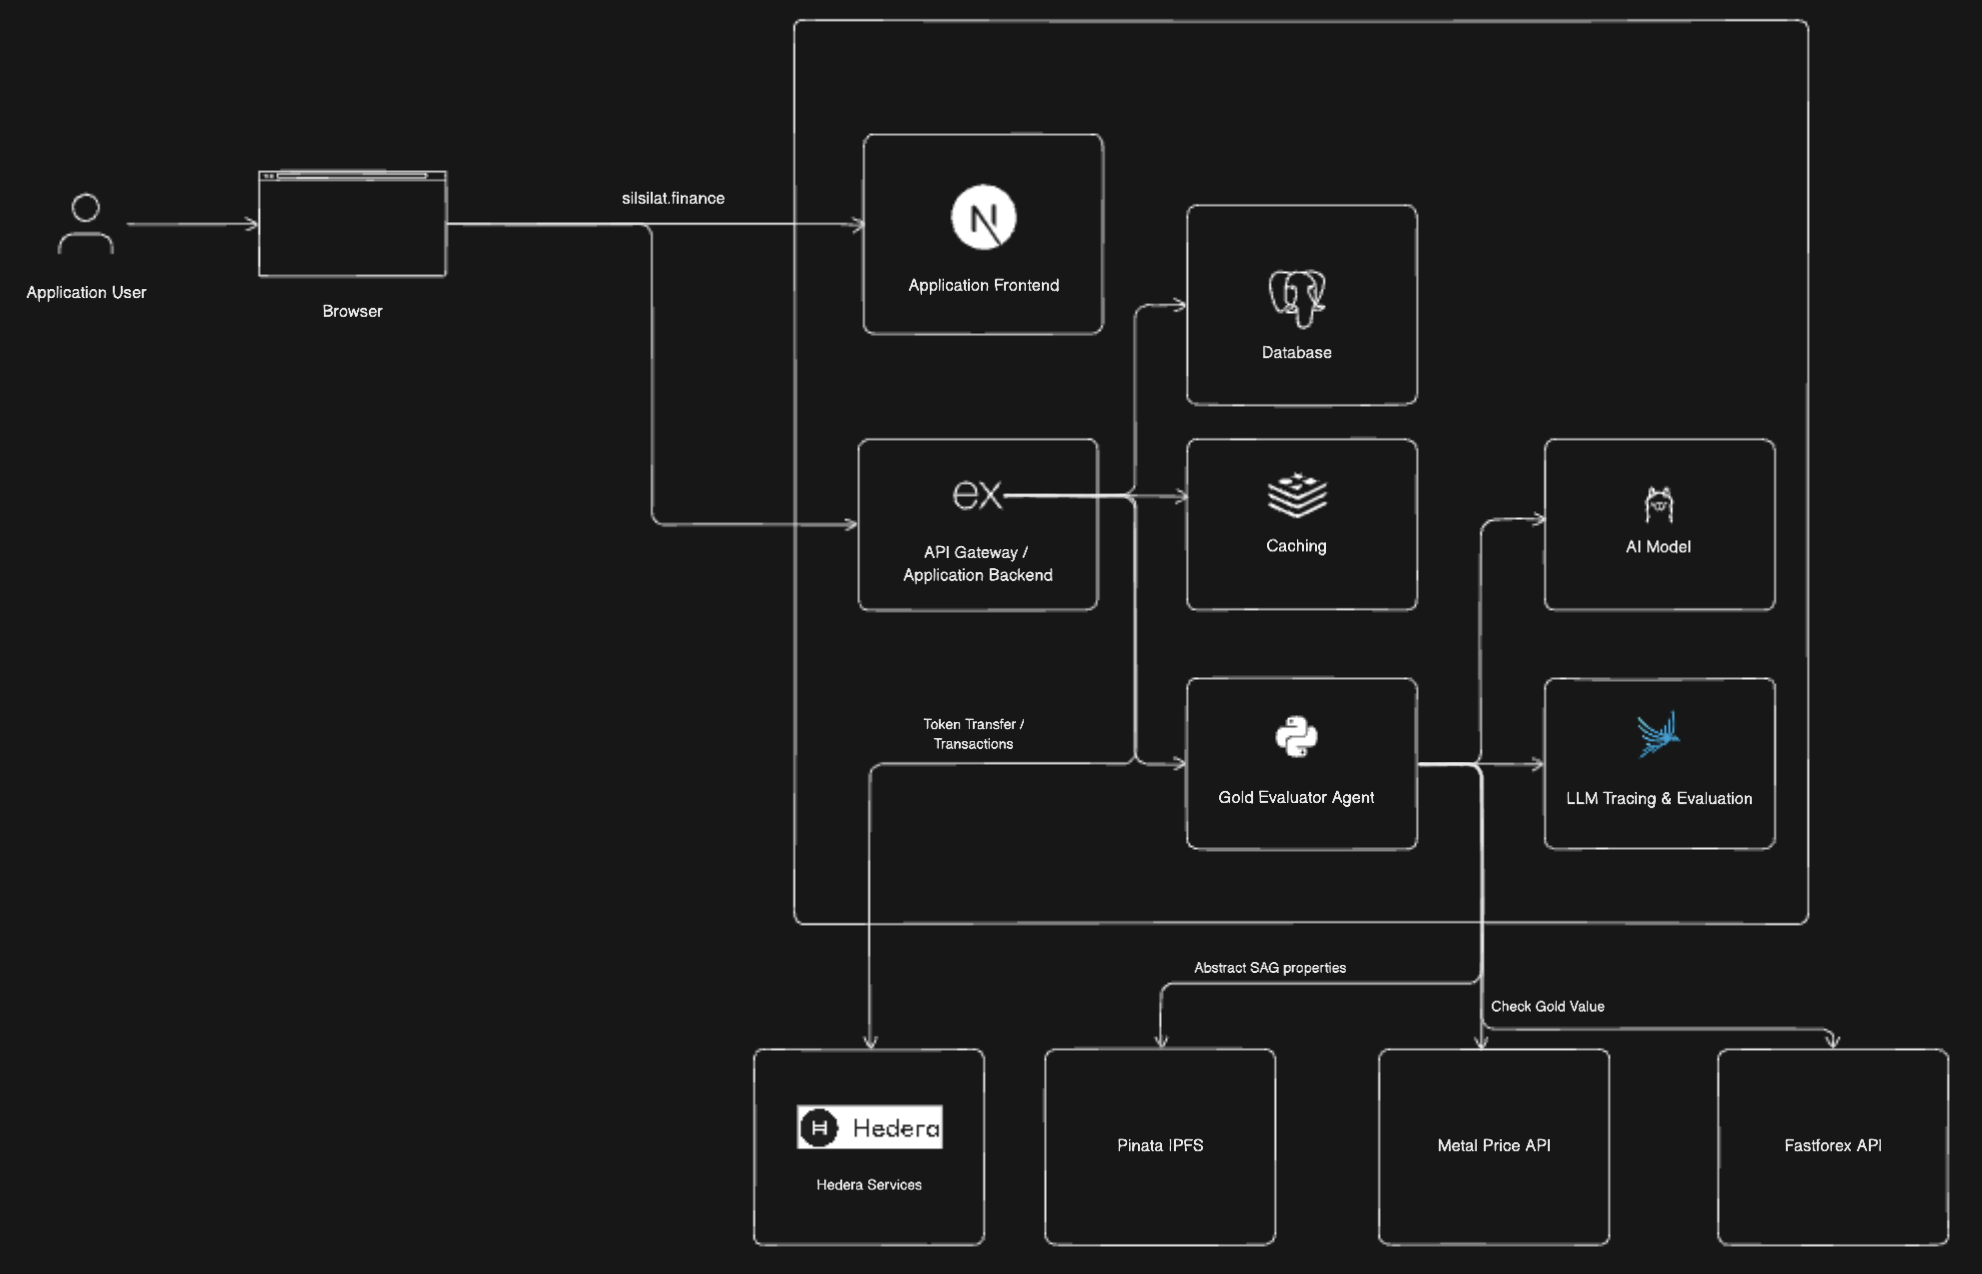 silsilat.finance
Application User
Browser
N
Application Frontend
Database
ex
API Gateway /
Application Backend
Caching
AI Model
Token Transfer /
Transactions
Gold Evaluator Agent
LLM Tracing & Evaluation
Abstract SAG properties
Check Gold Value
Hedera
Hedera Services
Pinata IPFS
Metal Price API
Fastforex API